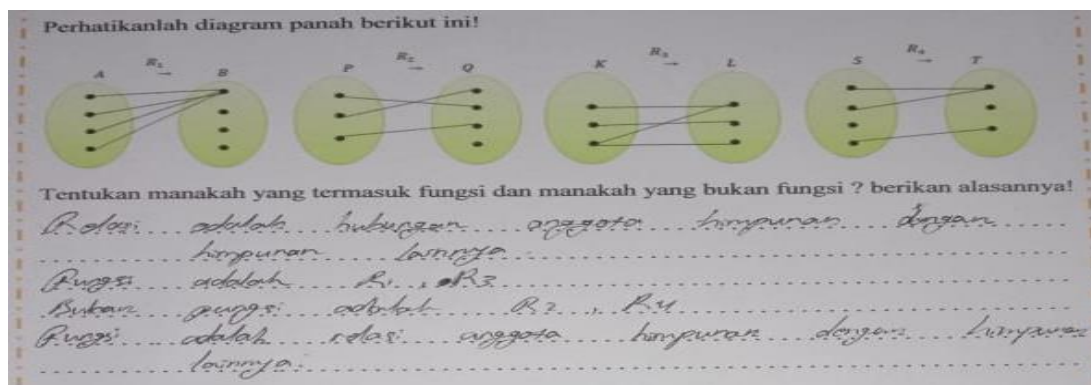 Perhatikanlah diagram panah berikut ini!
A R₁ → B P R₂ → Q K R₃ → L S R₄ → T
Tentukan manakah yang termasuk fungsi dan manakah yang bukan fungsi ? berikan alasannya!
Relasi adalah hubungan anggota himpunan dengan
himpunan lainnya
Fungsi adalah R₁, R3
Bukan fungsi adalah R2, R4
Fungsi adalah relasi anggota himpunan dengan himpunan
lainnya